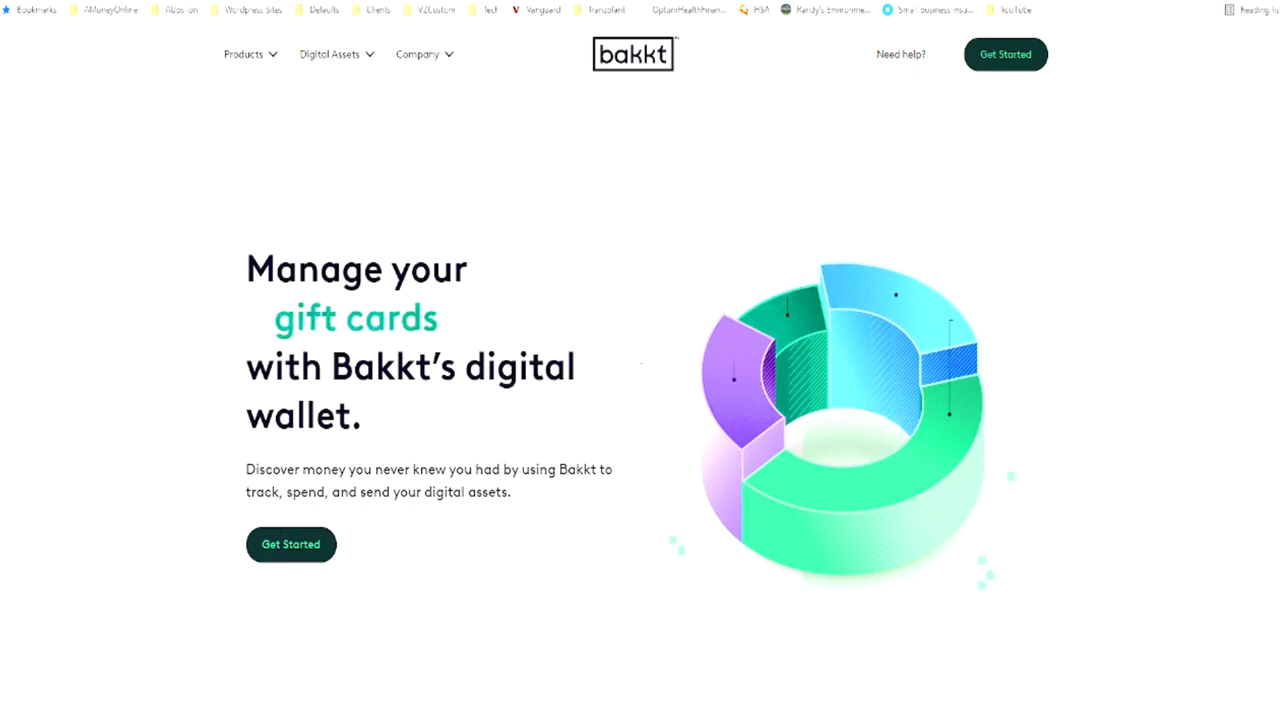 Bookmarks AMoneyOnline Wordpress Sites Defaults Clients VZCustom Tech Vanguard HSA YouTube
Products Digital Assets Company bakkt Need help? Get Started
Manage your
gift cards
with Bakkt's digital
wallet.
Discover money you never knew you had by using Bakkt to
track, spend, and send your digital assets.
Get Started